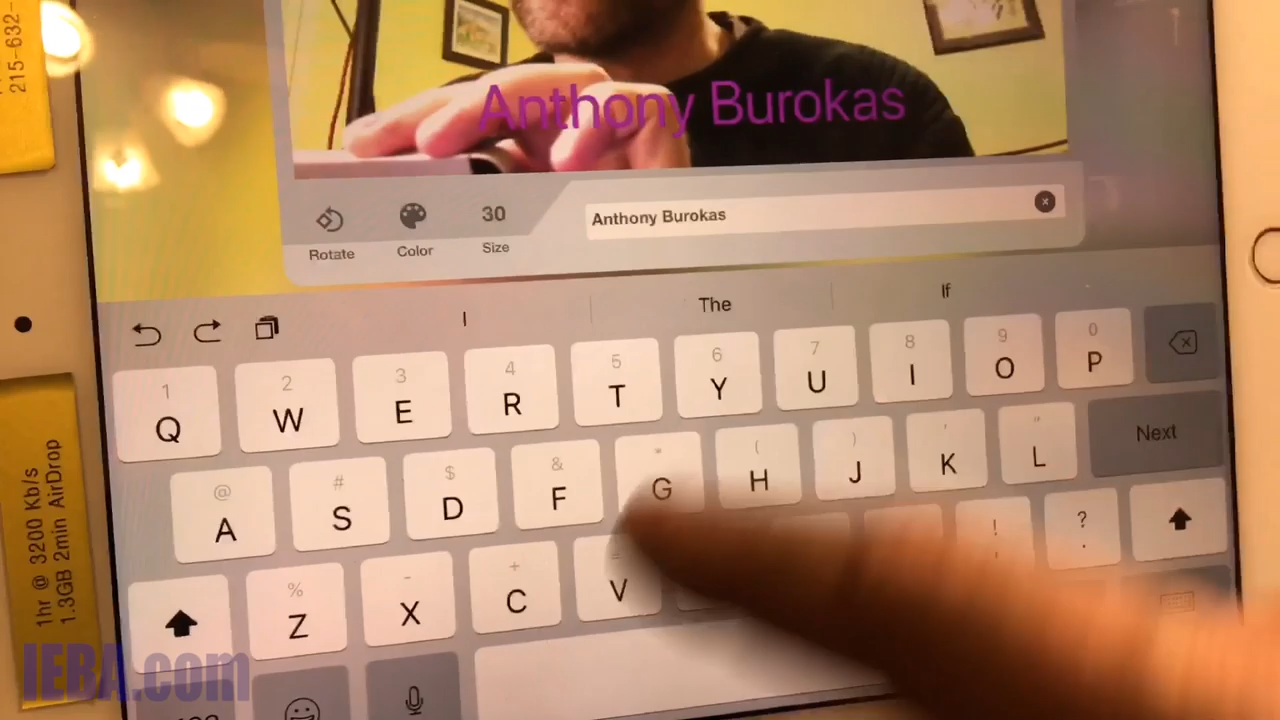 215-632-
Anthony Burokas
Rotate
Color
30
Size
Anthony Burokas
I
The
If
1 2 3 4 5 6 7 8 9 0
Q W E R T Y U I O P
@ # $ & * ( ) ' "
A S D F G H J K L
Next
% - + = ! ?
Z X C V , .
1hr @ 3200 Kb/s
1.3GB 2min AirDrop
IEBA.com